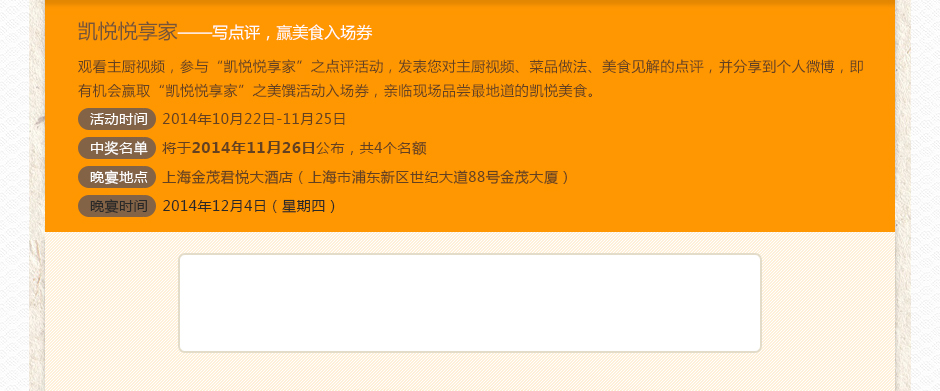 凯悦悦享家——写点评，赢美食入场券
观看主厨视频，参与“凯悦悦享家”之点评活动，发表您对主厨视频、菜品做法、美食见解的点评，并分享到个人微博，即
有机会赢取“凯悦悦享家”之美馔活动入场券，亲临现场品尝最地道的凯悦美食。
活动时间 2014年10月22日-11月25日
中奖名单 将于2014年11月26日公布，共4个名额
晚宴地点 上海金茂君悦大酒店（上海市浦东新区世纪大道88号金茂大厦）
晚宴时间 2014年12月4日（星期四）